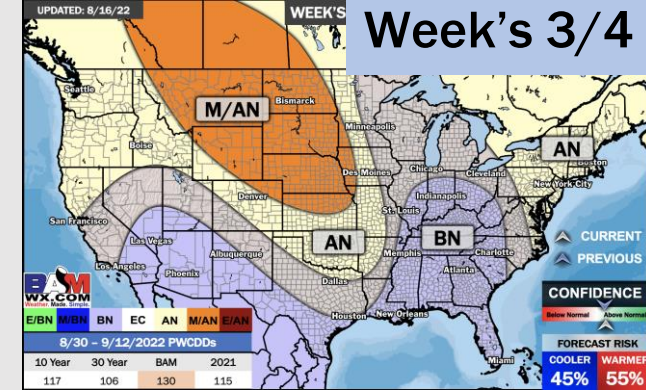 UPDATED: 8/16/22
WEEK'S
Week's 3/4
Seattle
M/AN
Bismarck
Minneapolis
Boise
AN
Boston
Des Moines
Chicago
Cleveland
New York City
Denver
Indianapolis
St. Louis
San Francisco
Las Vegas
AN
BN
CURRENT
Los Angeles
Albuquerque
Memphis
Charlotte
PREVIOUS
Phoenix
Atlanta
Dallas
BAM
WX.COM
Weather. Made. Simple.
Houston
New Orleans
CONFIDENCE
Below Normal
Above Normal
E/BN M/BN BN EC AN M/AN E/AN
8/30 – 9/12/2022 PWCDDs
FORECAST RISK
10 Year 30 Year BAM 2021
Miami
COOLER WARMER
117 106 130 115
45% 55%